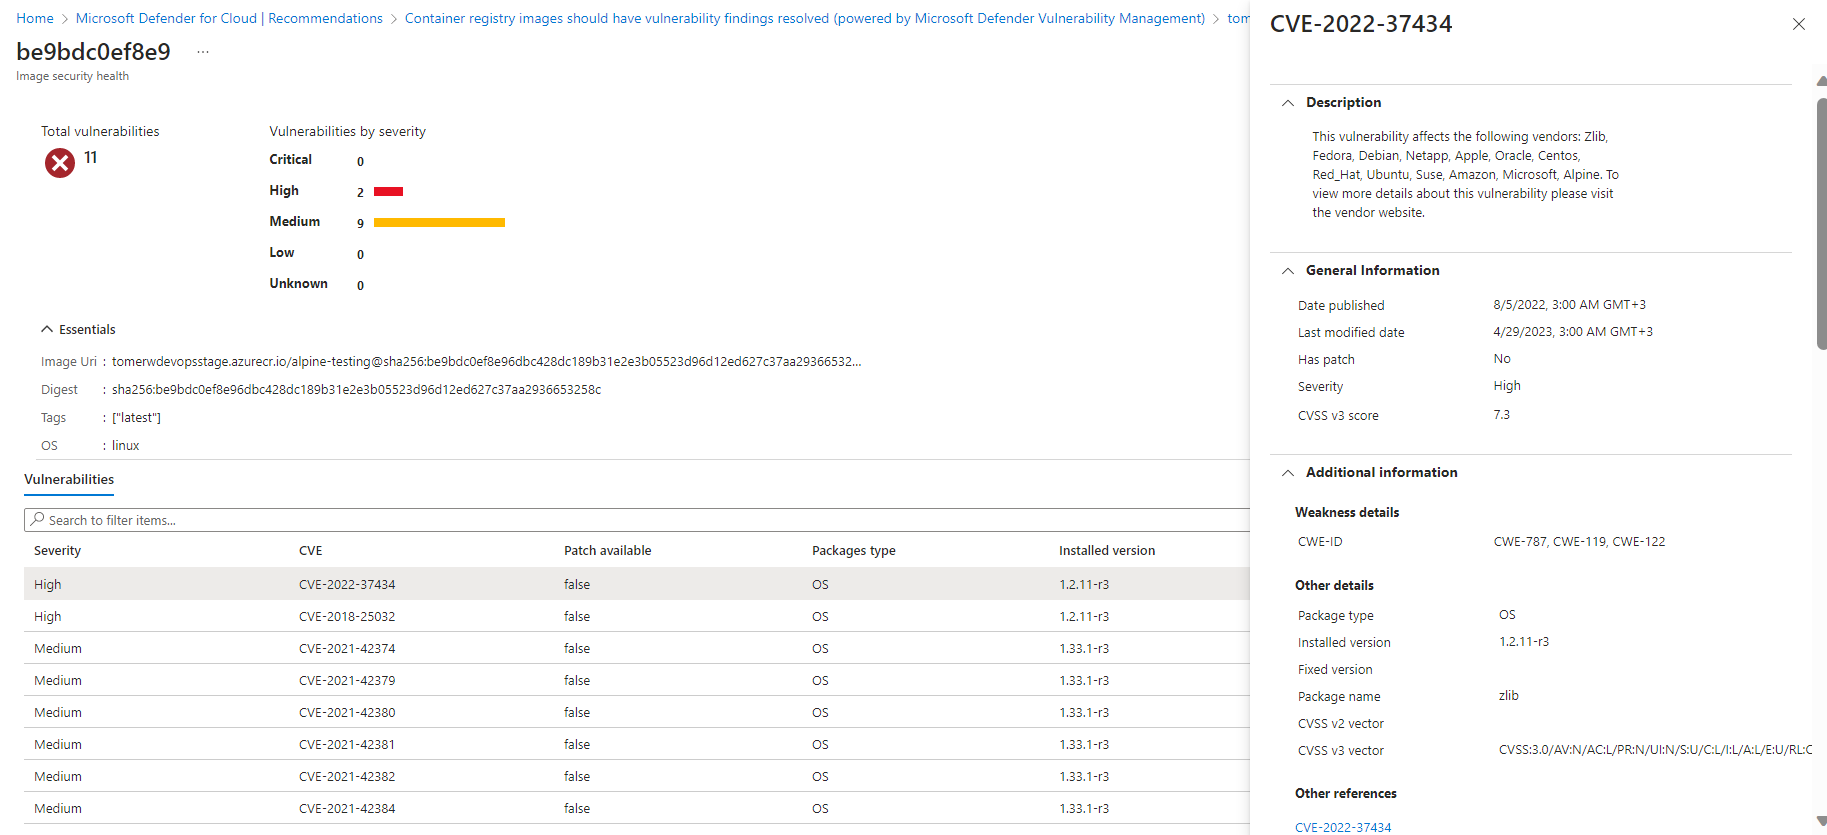 Home > Microsoft Defender for Cloud | Recommendations > Container registry images should have vulnerability findings resolved (powered by Microsoft Defender Vulnerability Management) > tom
be9bdc0ef8e9 ...
Image security health
Total vulnerabilities
11
Vulnerabilities by severity
Critical 0
High 2
Medium 9
Low 0
Unknown 0
Essentials
Image Uri : tomerwdevopsstage.azurecr.io/alpine-testing@sha256:be9bdc0ef8e96dbc428dc189b31e2e3b05523d96d12ed627c37aa29366532...
Digest : sha256:be9bdc0ef8e96dbc428dc189b31e2e3b05523d96d12ed627c37aa2936653258c
Tags : ["latest"]
OS : linux
Vulnerabilities
Search to filter items...
Severity CVE Patch available Packages type Installed version
High CVE-2022-37434 false OS 1.2.11-r3
High CVE-2018-25032 false OS 1.2.11-r3
Medium CVE-2021-42374 false OS 1.33.1-r3
Medium CVE-2021-42379 false OS 1.33.1-r3
Medium CVE-2021-42380 false OS 1.33.1-r3
Medium CVE-2021-42381 false OS 1.33.1-r3
Medium CVE-2021-42382 false OS 1.33.1-r3
Medium CVE-2021-42384 false OS 1.33.1-r3
CVE-2022-37434
Description
This vulnerability affects the following vendors: Zlib,
Fedora, Debian, Netapp, Apple, Oracle, Centos,
Red_Hat, Ubuntu, Suse, Amazon, Microsoft, Alpine. To
view more details about this vulnerability please visit
the vendor website.
General Information
Date published 8/5/2022, 3:00 AM GMT+3
Last modified date 4/29/2023, 3:00 AM GMT+3
Has patch No
Severity High
CVSS v3 score 7.3
Additional information
Weakness details
CWE-ID CWE-787, CWE-119, CWE-122
Other details
Package type OS
Installed version 1.2.11-r3
Fixed version
Package name zlib
CVSS v2 vector
CVSS v3 vector CVSS:3.0/AV:N/AC:L/PR:N/UI:N/S:U/C:L/I:L/A:L/E:U/RL:C
Other references
CVE-2022-37434